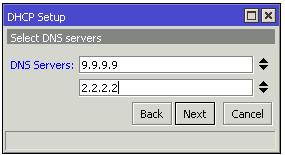 DHCP Setup
Select DNS servers
DNS Servers: 9.9.9.9
2.2.2.2
Back Next Cancel